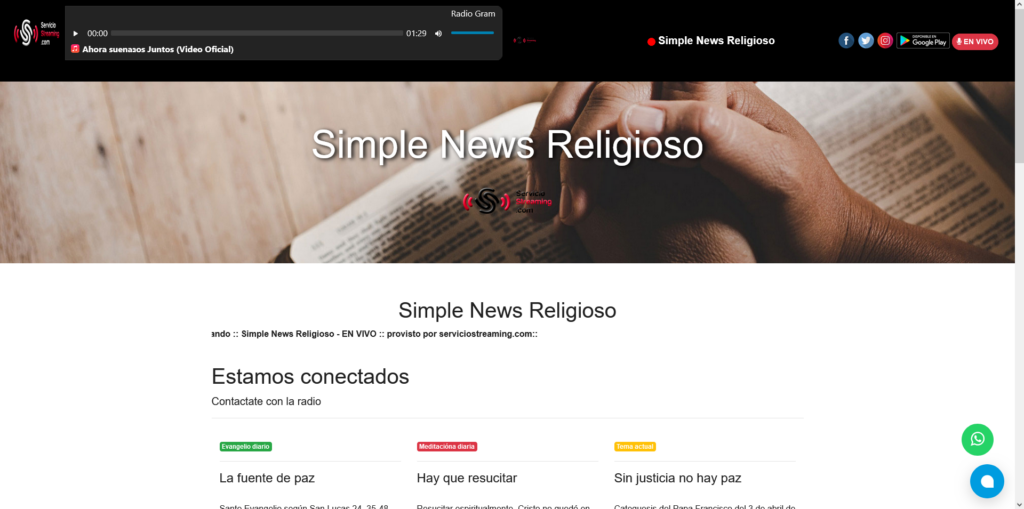 Servicio
Streaming
.com
Radio Gram
00:00
01:29
Ahora suenasos Juntos (Video Oficial)
Simple News Religioso
DISPONIBLE EN
Google Play
EN VIVO
Simple News Religioso
Servicio
Streaming
.com
Simple News Religioso
ando :: Simple News Religioso - EN VIVO :: provisto por serviciostreaming.com::
Estamos conectados
Contactate con la radio
Evangelio diario
Meditacióna diaria
Tema actual
La fuente de paz
Hay que resucitar
Sin justicia no hay paz
Santo Evangelio según San Lucas 24, 35-48
Resucitar espiritualmente. Cristo no quedó en
Catequesis del Papa Francisco del 3 de abril de